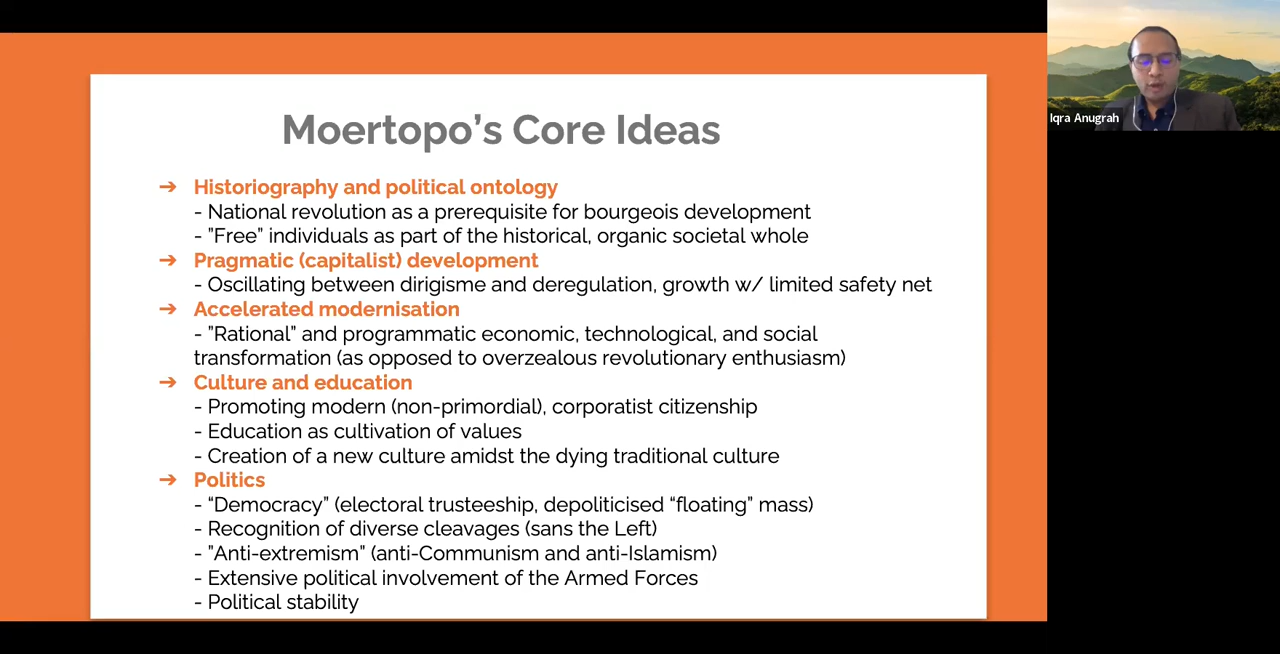 Moertopo’s Core Ideas
➔ Historiography and political ontology
- National revolution as a prerequisite for bourgeois development
- ”Free” individuals as part of the historical, organic societal whole
➔ Pragmatic (capitalist) development
- Oscillating between dirigisme and deregulation, growth w/ limited safety net
➔ Accelerated modernisation
- ”Rational” and programmatic economic, technological, and social
transformation (as opposed to overzealous revolutionary enthusiasm)
➔ Culture and education
- Promoting modern (non-primordial), corporatist citizenship
- Education as cultivation of values
- Creation of a new culture amidst the dying traditional culture
➔ Politics
- “Democracy” (electoral trusteeship, depoliticised “floating” mass)
- Recognition of diverse cleavages (sans the Left)
- ”Anti-extremism” (anti-Communism and anti-Islamism)
- Extensive political involvement of the Armed Forces
- Political stability
Iqra Anugrah